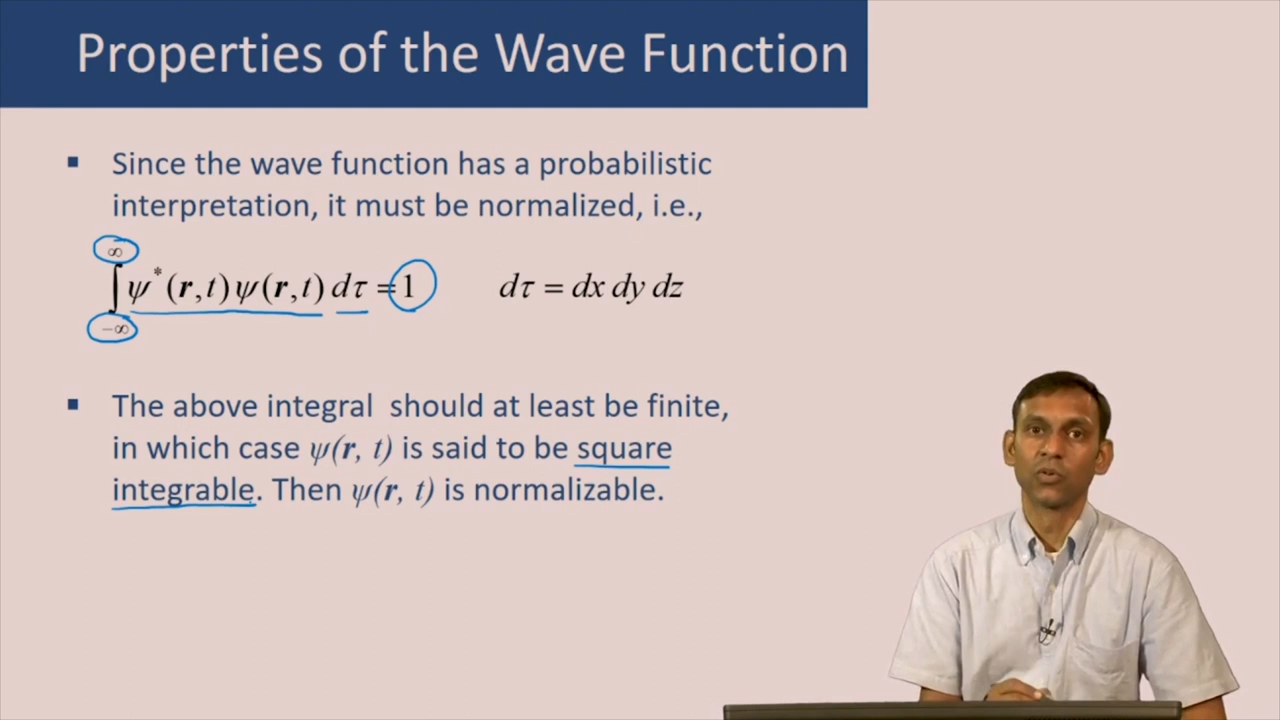 Properties of the Wave Function
▪ Since the wave function has a probabilistic
interpretation, it must be normalized, i.e.,
∞
∫ ψ*(r,t)ψ(r,t) dτ = 1 dτ = dx dy dz
−∞
▪ The above integral should at least be finite,
in which case ψ(r, t) is said to be square
integrable. Then ψ(r, t) is normalizable.